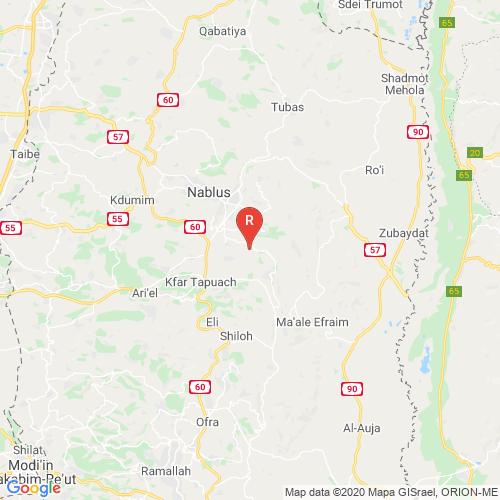 Sdei Trumot
Qabatiya
65
Shadmot
Mehola
60
Tubas
57
90
Taibe
20
65
Ro'i
Kdumim
Nablus
55
55
60
R
Zubaydat
57
Kfar Tapuach
Ari'el
65
Eli
Ma'ale Efraim
Shiloh
60
90
Ofra
Al-Auja
Shilat
Modi'in
akabim-Re'ut
Ramallah
Google
Map data ©2020 Mapa GISrael, ORION-ME